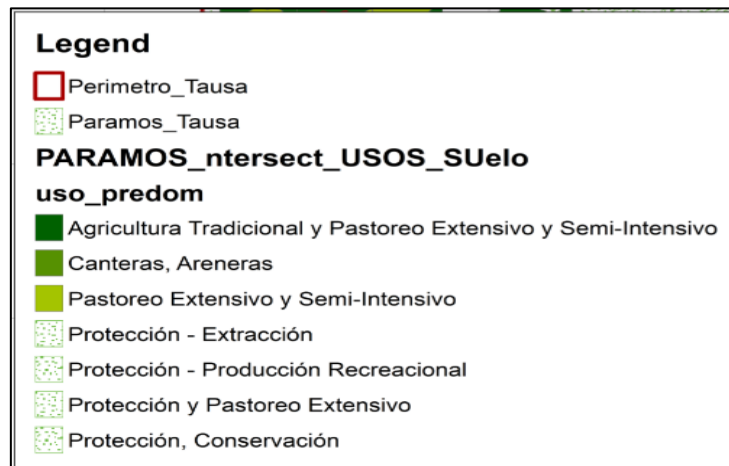 Legend
Perimetro_Tausa
Paramos_Tausa
PARAMOS_ntersect_USOS_SUelo
uso_predom
Agricultura Tradicional y Pastoreo Extensivo y Semi-Intensivo
Canteras, Areneras
Pastoreo Extensivo y Semi-Intensivo
Protección - Extracción
Protección - Producción Recreacional
Protección y Pastoreo Extensivo
Protección, Conservación